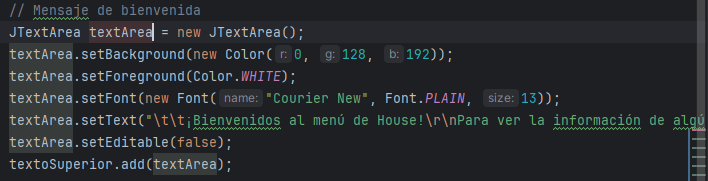 // Mensaje de bienvenida
JTextArea textArea = new JTextArea();
textArea.setBackground(new Color( r: 0, g: 128, b: 192));
textArea.setForeground(Color.WHITE);
textArea.setFont(new Font( name: "Courier New", Font.PLAIN, size: 13));
textArea.setText("\t\t¡Bienvenidos al menú de House!\r\nPara ver la información de algú
textArea.setEditable(false);
textoSuperior.add(textArea);